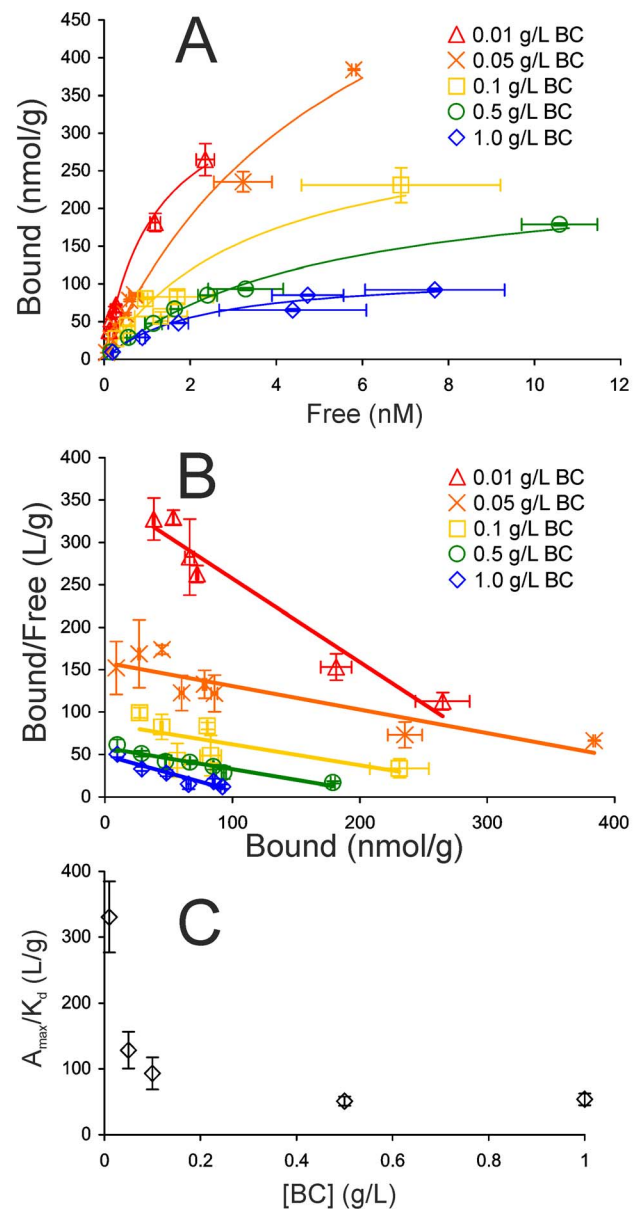 A
450
400
350
300
250
200
150
100
50
0
Bound (nmol/g)
0.01 g/L BC
0.05 g/L BC
0.1 g/L BC
0.5 g/L BC
1.0 g/L BC
0 2 4 6 8 10 12
Free (nM)
B
400
350
300
250
200
150
100
50
0
Bound/Free (L/g)
0.01 g/L BC
0.05 g/L BC
0.1 g/L BC
0.5 g/L BC
1.0 g/L BC
0 100 200 300 400
Bound (nmol/g)
C
400
300
200
100
0
Amax/Kd (L/g)
0 0.2 0.4 0.6 0.8 1
[BC] (g/L)